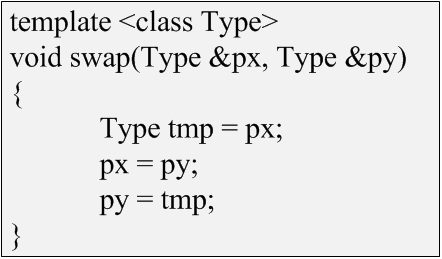 template <class Type>
void swap(Type &px, Type &py)
{
Type tmp = px;
px = py;
py = tmp;
}